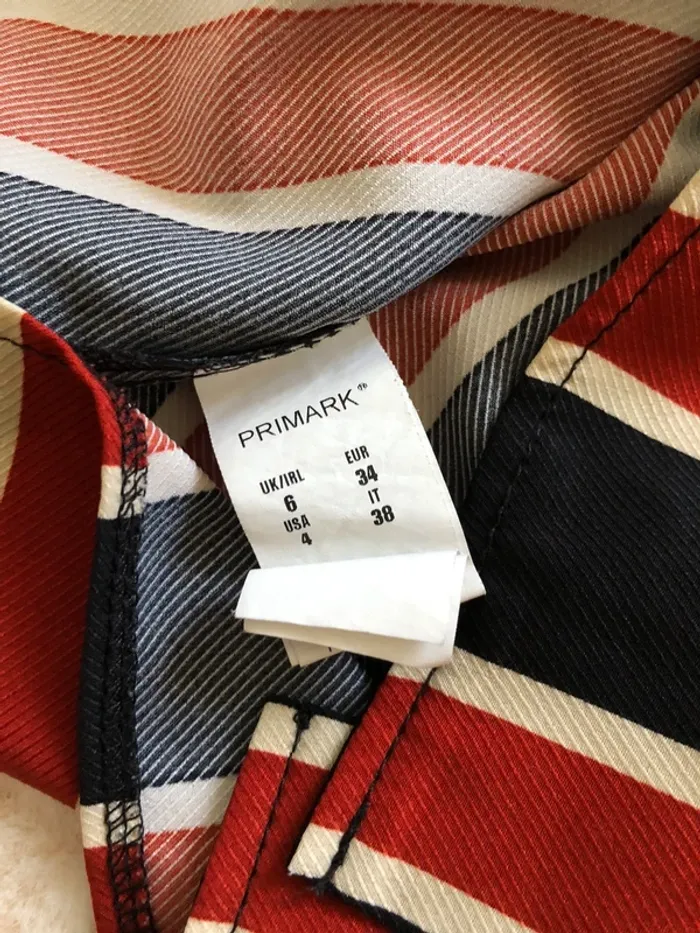 PRIMARK®
UK/IRL EUR
6 34
USA IT
4 38